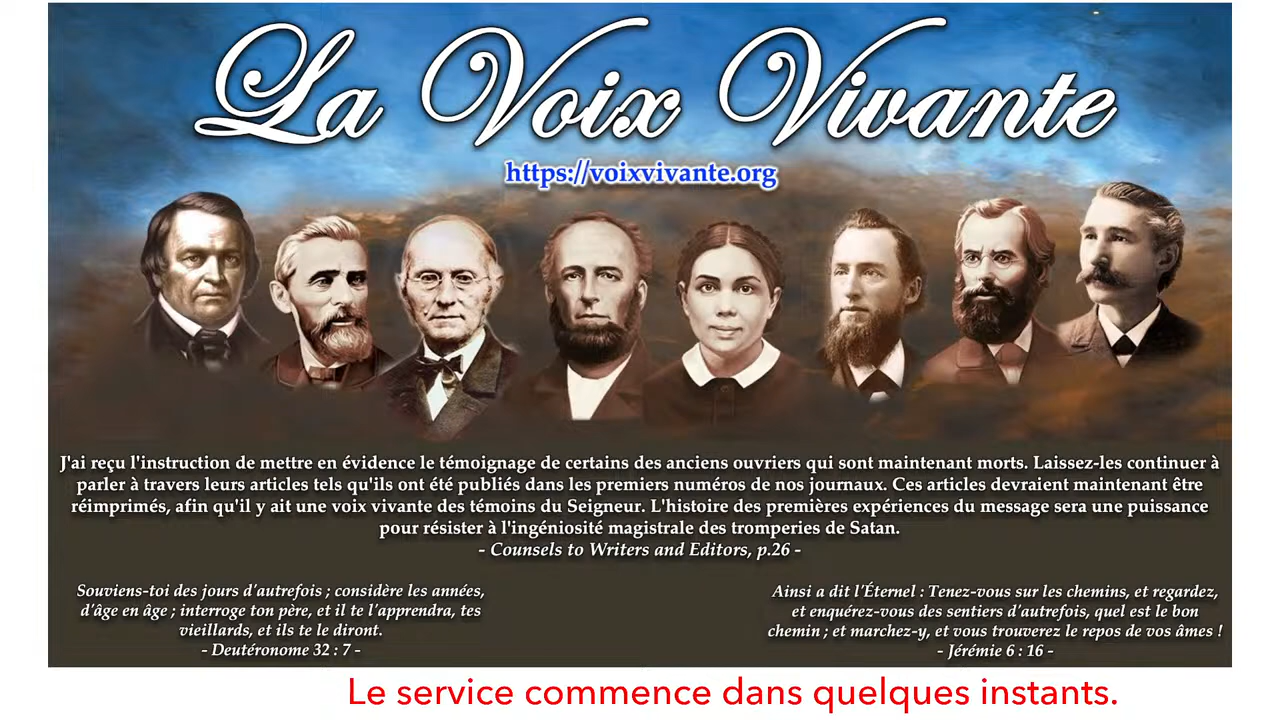 La Voix Vivante
https://voixvivante.org
J'ai reçu l'instruction de mettre en évidence le témoignage de certains des anciens ouvriers qui sont maintenant morts. Laissez-les continuer à
parler à travers leurs articles tels qu'ils ont été publiés dans les premiers numéros de nos journaux. Ces articles devraient maintenant être
réimprimés, afin qu'il y ait une voix vivante des témoins du Seigneur. L'histoire des premières expériences du message sera une puissance
pour résister à l'ingéniosité magistrale des tromperies de Satan.
- Counsels to Writers and Editors, p.26 -
Souviens-toi des jours d'autrefois ; considère les années,
d'âge en âge ; interroge ton père, et il te l'apprendra, tes
vieillards, et ils te le diront.
- Deutéronome 32 : 7 -
Ainsi a dit l'Éternel : Tenez-vous sur les chemins, et regardez,
et enquérez-vous des sentiers d'autrefois, quel est le bon
chemin ; et marchez-y, et vous trouverez le repos de vos âmes !
- Jérémie 6 : 16 -
Le service commence dans quelques instants.